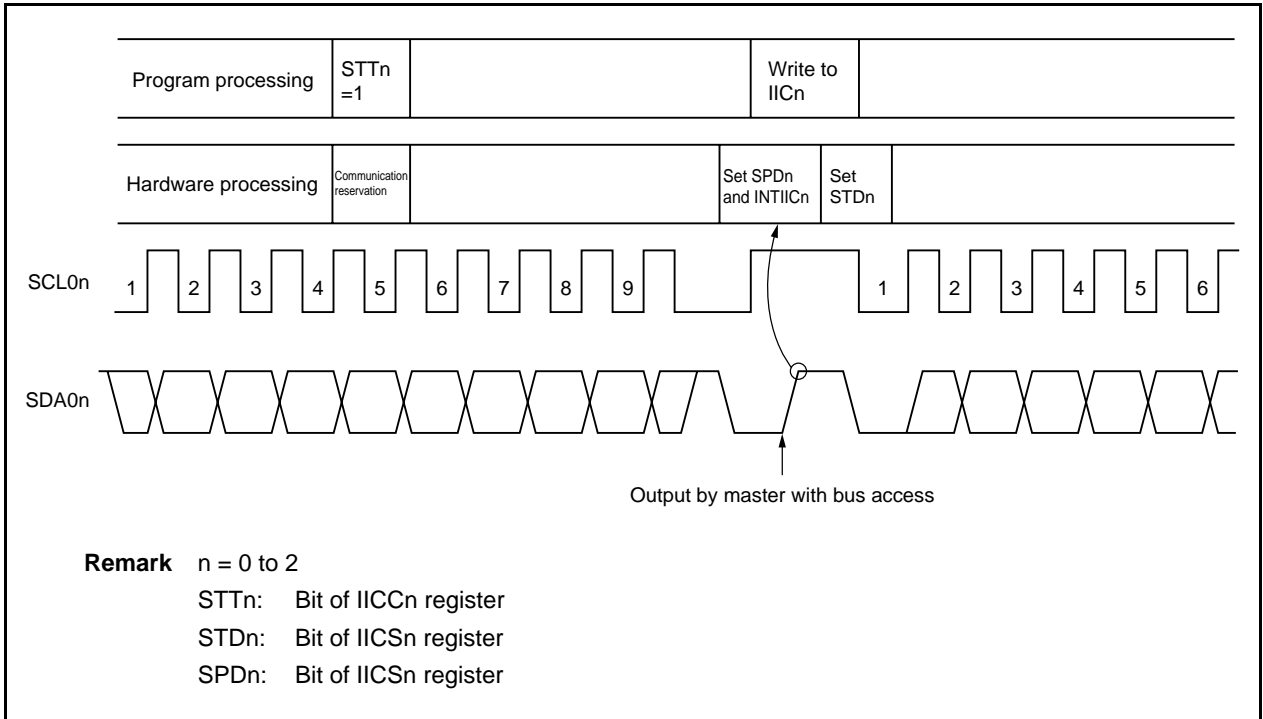 Program processing
STTn
=1
Write to
IICn
Hardware processing
Communication
reservation
Set SPDn
and INTIICn
Set
STDn
SCL0n
1 2 3 4 5 6 7 8 9 1 2 3 4 5 6
SDA0n
Output by master with bus access
Remark n = 0 to 2
STTn: Bit of IICCn register
STDn: Bit of IICSn register
SPDn: Bit of IICSn register